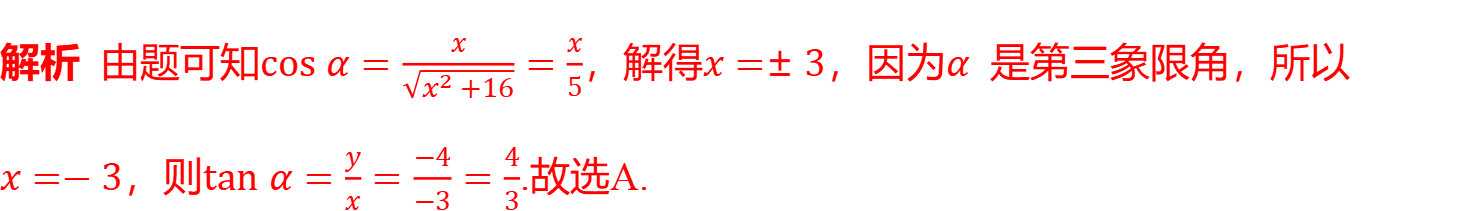 解析 由题可知cos α = x/√(x² +16) = x/5，解得x =± 3，因为α 是第三象限角，所以
x =− 3，则tan α = y/x = −4/−3 = 4/3.故选A.